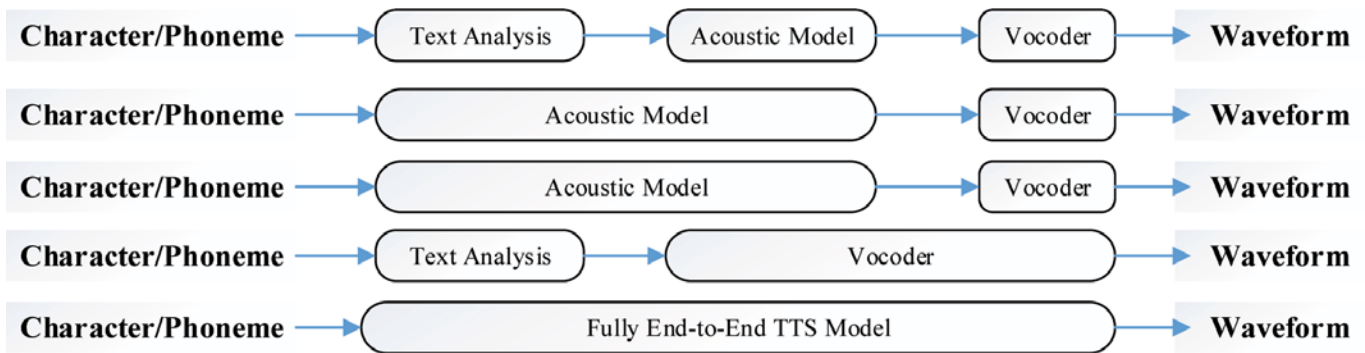 Character/Phoneme Text Analysis Acoustic Model Vocoder Waveform
Character/Phoneme Acoustic Model Vocoder Waveform
Character/Phoneme Acoustic Model Vocoder Waveform
Character/Phoneme Text Analysis Vocoder Waveform
Character/Phoneme Fully End-to-End TTS Model Waveform